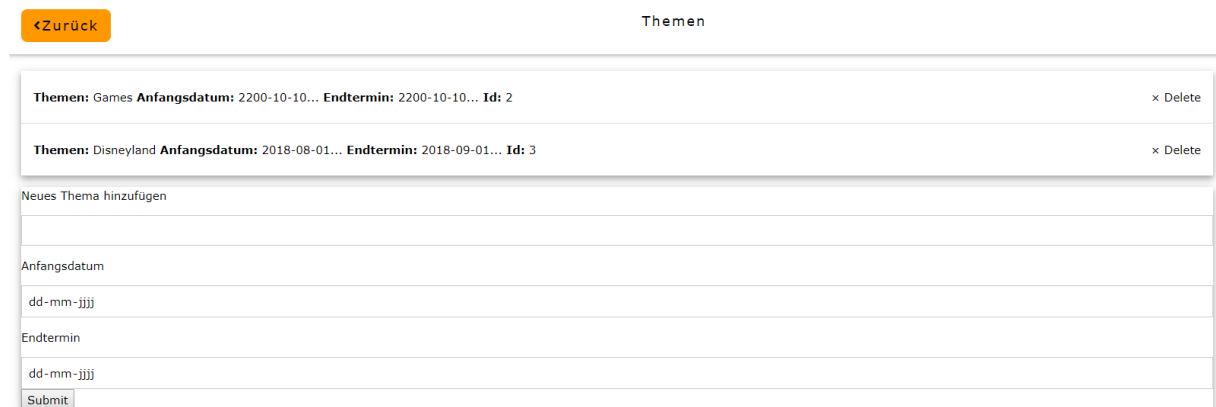 ‹Zurück
Themen
Themen: Games Anfangsdatum: 2200-10-10... Endtermin: 2200-10-10... Id: 2
× Delete
Themen: Disneyland Anfangsdatum: 2018-08-01... Endtermin: 2018-09-01... Id: 3
× Delete
Neues Thema hinzufügen
Anfangsdatum
dd-mm-jjjj
Endtermin
dd-mm-jjjj
Submit